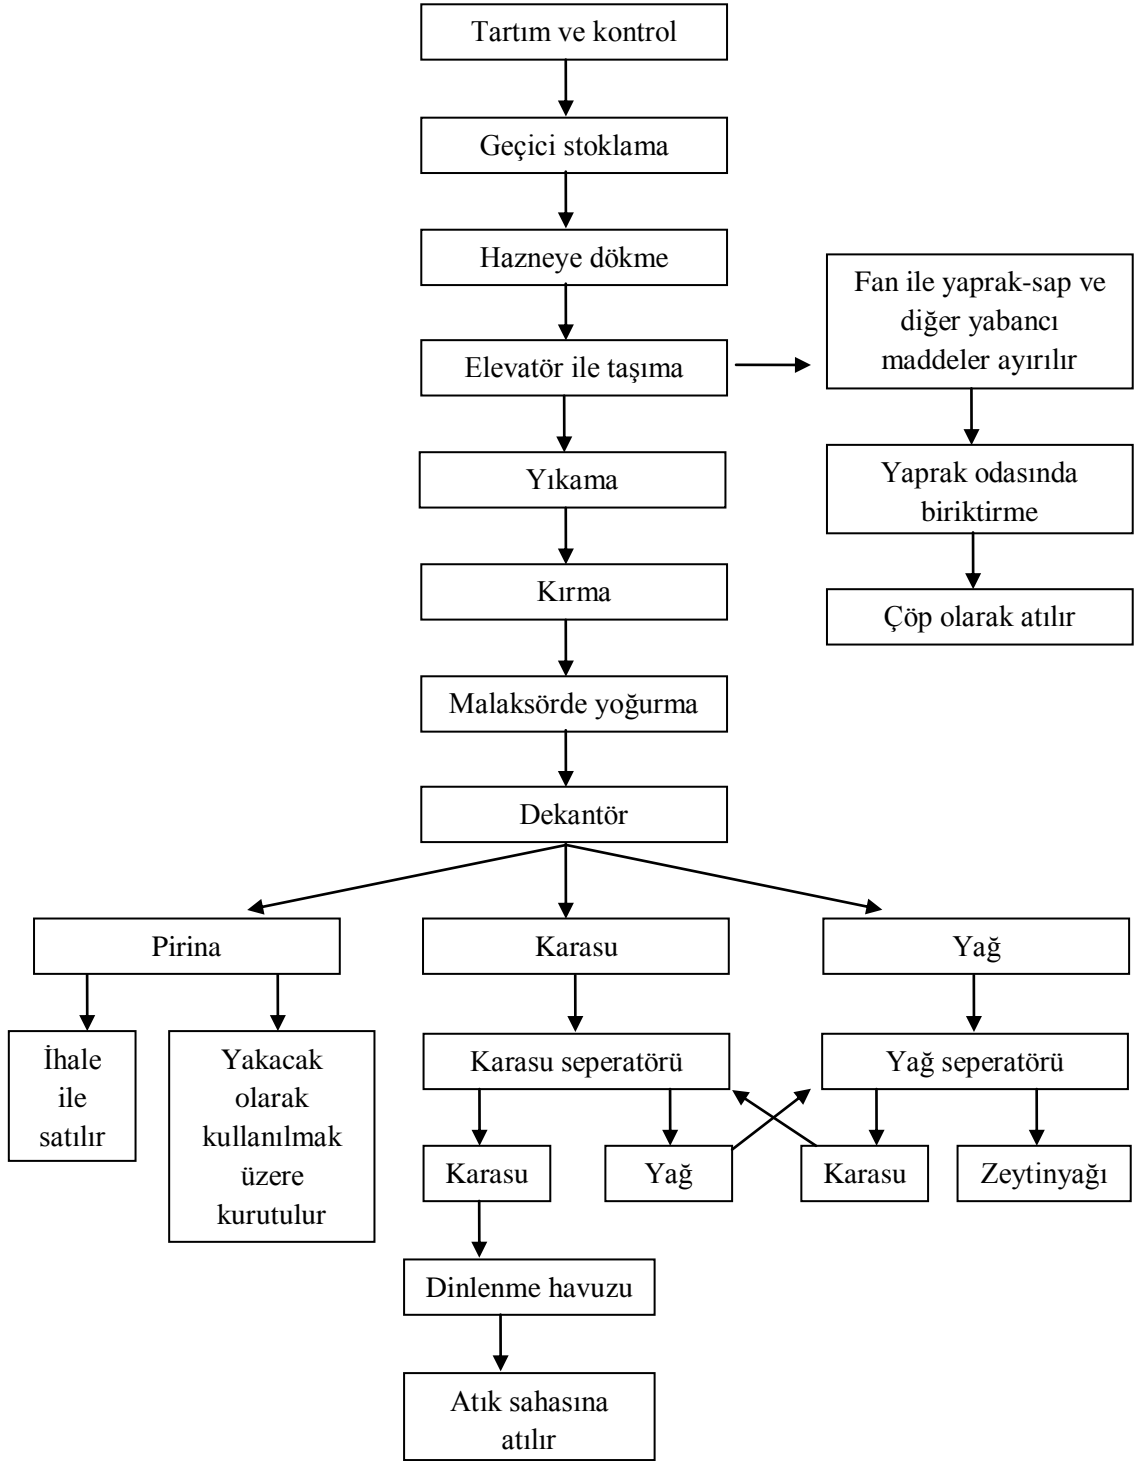 Tartım ve kontrol
Geçici stoklama
Hazneye dökme
Fan ile yaprak-sap ve
diğer yabancı
maddeler ayırılır
Elevatör ile taşıma
Yaprak odasında
biriktirme
Yıkama
Kırma
Çöp olarak atılır
Malaksörde yoğurma
Dekantör
Pirina
Karasu
Yağ
İhale
ile
satılır
Yakacak
olarak
kullanılmak
üzere
kurutulur
Karasu seperatörü
Yağ seperatörü
Karasu
Yağ
Karasu
Zeytinyağı
Dinlenme havuzu
Atık sahasına
atılır